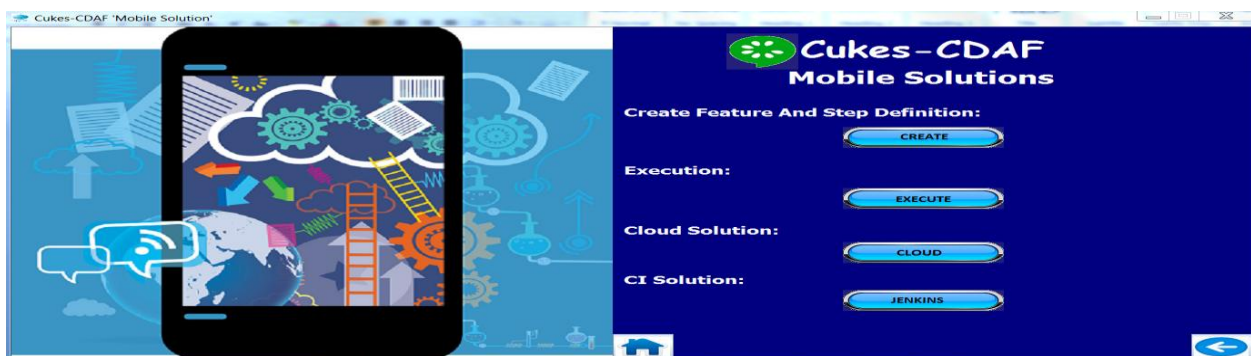 Cukes-CDAF 'Mobile Solution'
Cukes-CDAF
Mobile Solutions
Create Feature And Step Definition:
CREATE
Execution:
EXECUTE
Cloud Solution:
CLOUD
CI Solution:
JENKINS